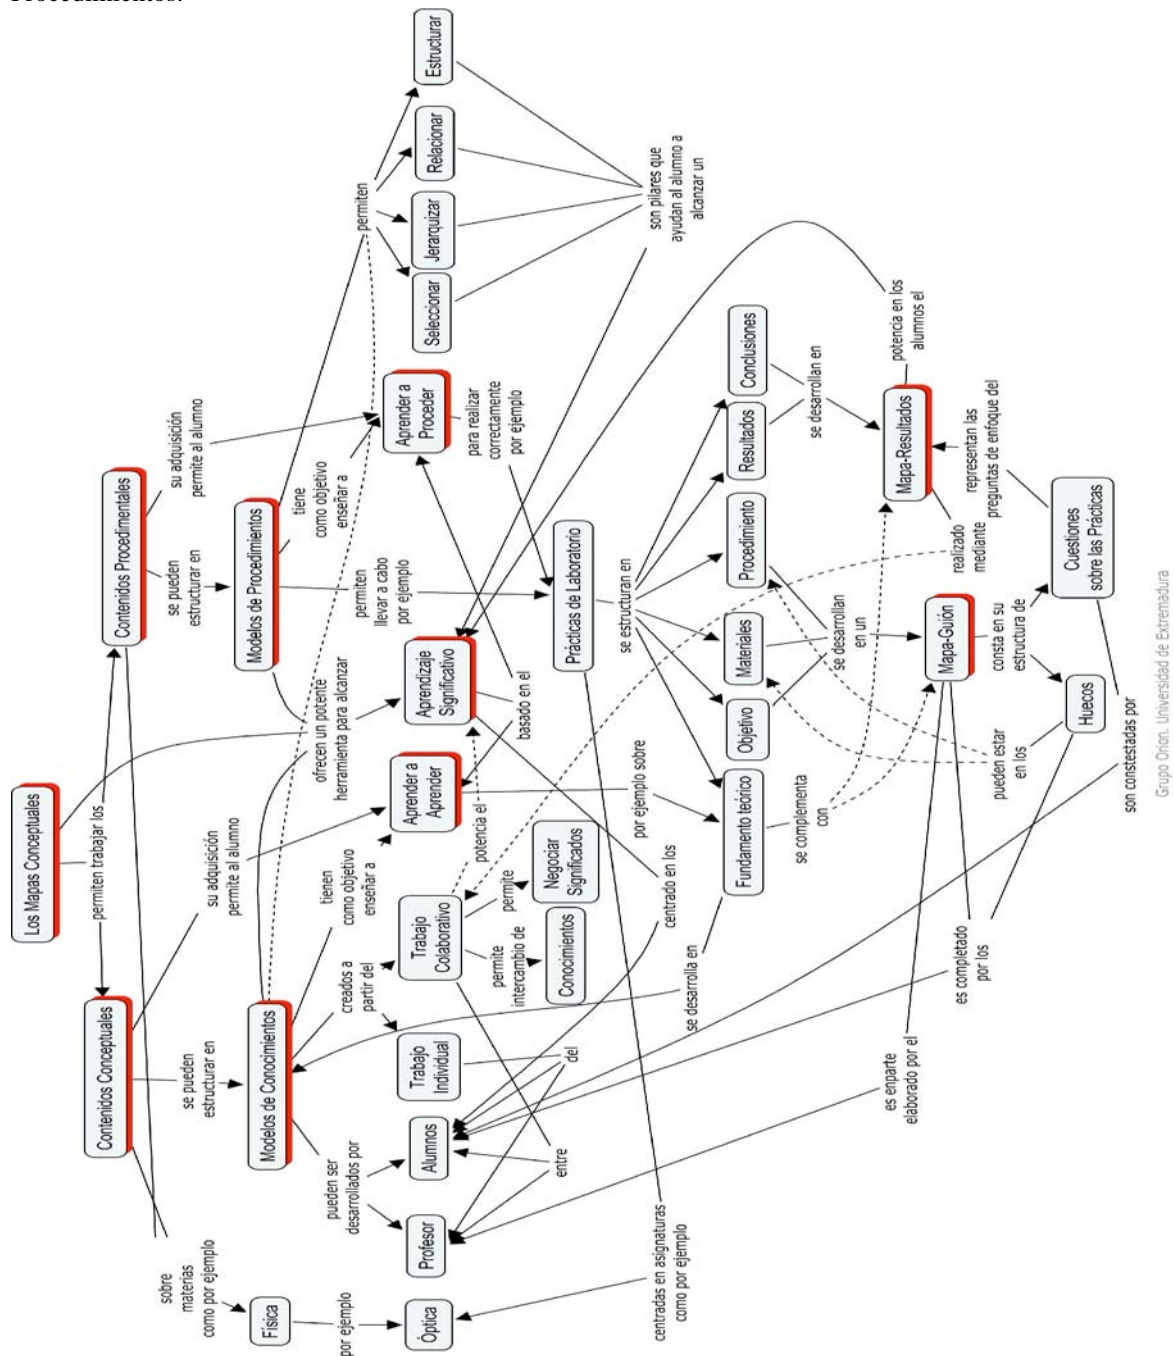 Procedimientos.
Los Mapas Conceptuales
permiten trabajar los
Contenidos Conceptuales
Contenidos Procedimentales
sobre
materias
como por ejemplo
se pueden
estructurar en
su adquisición
permite al alumno
se pueden
estructurar en
su adquisición
permite al alumno
Física
Modelos de Conocimientos
ofrecen un potente
herramienta para alcanzar
Modelos de Procedimientos
tiene
como objetivo
enseñar a
permiten
por ejemplo
pueden ser
desarrollados por
creados a
partir del
tienen
como objetivo
enseñar a
permiten
llevar a cabo
por ejemplo
Óptica
Profesor
Alumnos
Trabajo
Individual
Trabajo
Colaborativo
Aprender a
Aprender
Aprendizaje
Significativo
Aprender a
Proceder
Seleccionar
Jerarquizar
Relacionar
Estructurar
potencia el
permite
intercambio de
permite
basado en el
para realizar
correctamente
por ejemplo
entre
del
Conocimientos
Negociar
Significados
Prácticas de Laboratorio
por ejemplo sobre
se estructuran en
son pilares que
ayudan al alumno a
alcanzar un
centradas en asignaturas
como por ejemplo
se desarrolla en
centrado en los
Fundamento teórico
Objetivo
Materiales
Procedimiento
Resultados
Conclusiones
se complementa
con
se desarrollan
en un
se desarrollan en
es enparte
elaborado por el
Mapa-Guión
Mapa-Resultados
potencia en los
alumnos el
es completado
por los
pueden estar
en los
consta en su
estructura de
realizado
mediante
representan las
preguntas de enfoque del
Huecos
Cuestiones
sobre las Prácticas
son constestadas por
Grupo Orion. Universidad de Extremadura